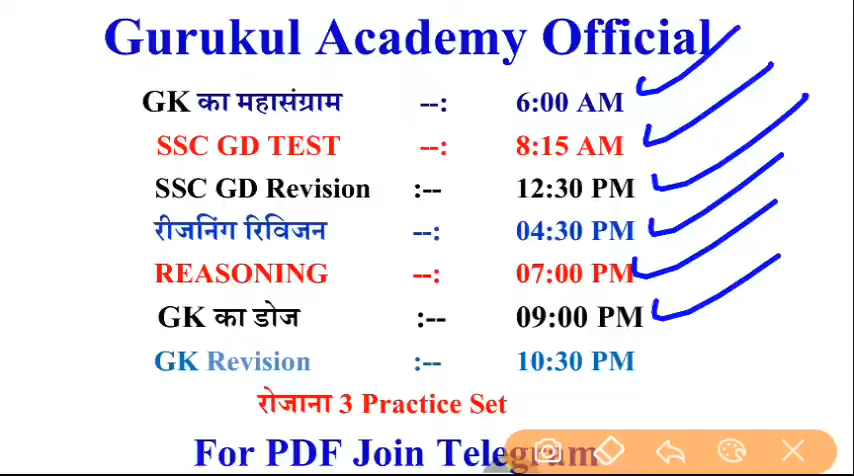 Gurukul Academy Official
GK का महासंग्राम --: 6:00 AM
SSC GD TEST --: 8:15 AM
SSC GD Revision :-- 12:30 PM
रीजनिंग रिविजन --: 04:30 PM
REASONING --: 07:00 PM
GK का डोज :-- 09:00 PM
GK Revision :-- 10:30 PM
रोजाना 3 Practice Set
For PDF Join Telegram